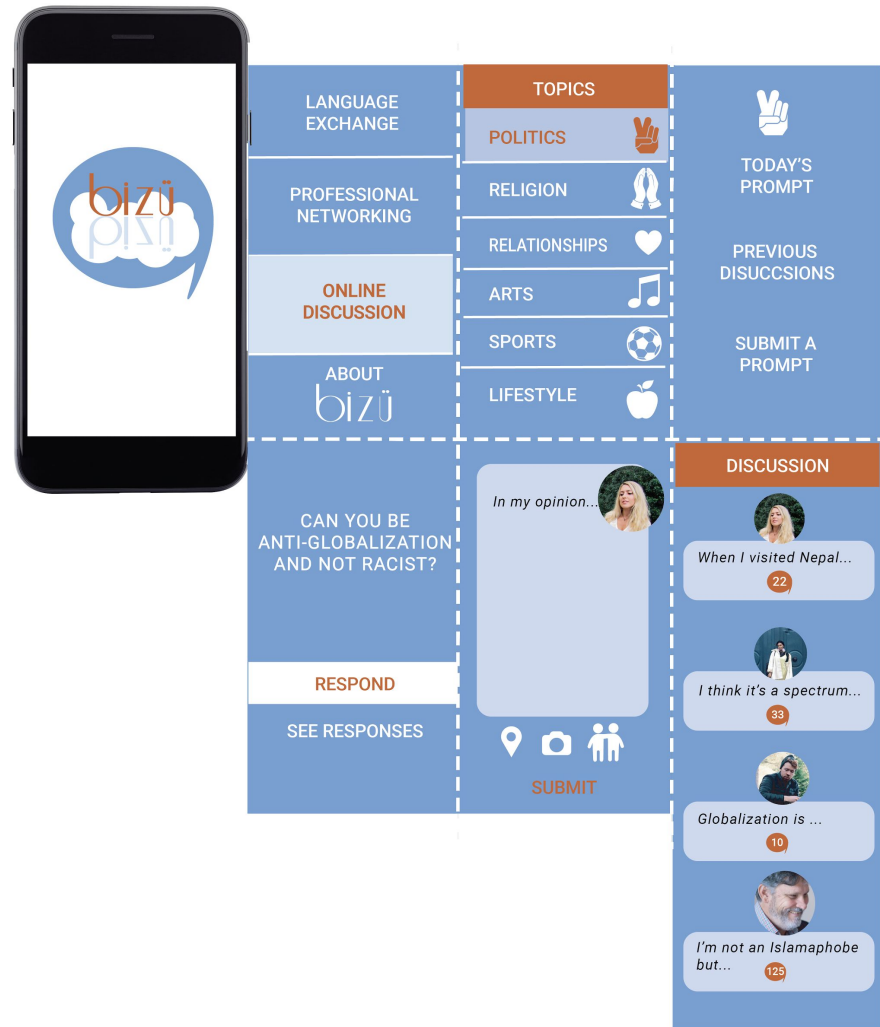 bizü
LANGUAGE
EXCHANGE
PROFESSIONAL
NETWORKING
ONLINE
DISCUSSION
ABOUT
bizü
TOPICS
POLITICS
RELIGION
RELATIONSHIPS
ARTS
SPORTS
LIFESTYLE
TODAY'S
PROMPT
PREVIOUS
DISUCCSIONS
SUBMIT A
PROMPT
CAN YOU BE
ANTI-GLOBALIZATION
AND NOT RACIST?
RESPOND
SEE RESPONSES
In my opinion...
SUBMIT
DISCUSSION
When I visited Nepal...
22
I think it's a spectrum...
33
Globalization is ...
10
I'm not an Islamaphobe
but...
125